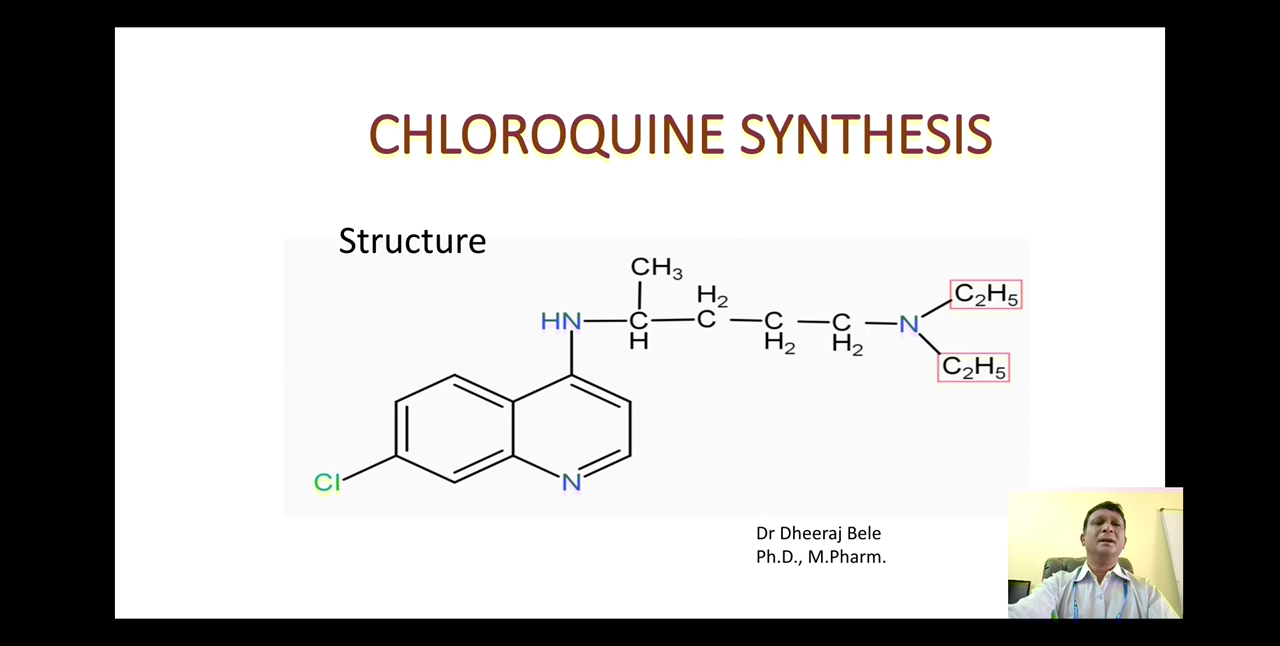 CHLOROQUINE SYNTHESIS
Structure
CH₃
H₂
C₂H₅
HN C C C C N
H H₂ H₂
C₂H₅
Cl N
Dr Dheeraj Bele
Ph.D., M.Pharm.